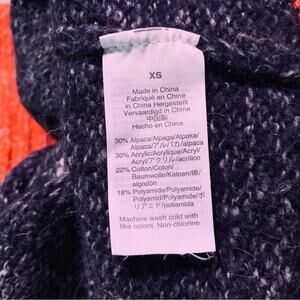 XS
Made in China
Fabriqué en Chine
in China Hergestellt
Vervaardigd in China
中国製
Hecho en China
30% Alpaca/Alpaga/Alpaka/
Alpaca/アルパカ/alpaca
30% Acrylic/Acrylique/Acryl/
Acryl/アクリル/acrílico
22% Cotton/Coton/
Baumwolle/Katoen/綿/
algodón
18% Polyamide/Polyamide/
Polyamid/Polyamide/ポ
リアミド/poliamida
Machine wash cold with
like colors. Non-chlorine